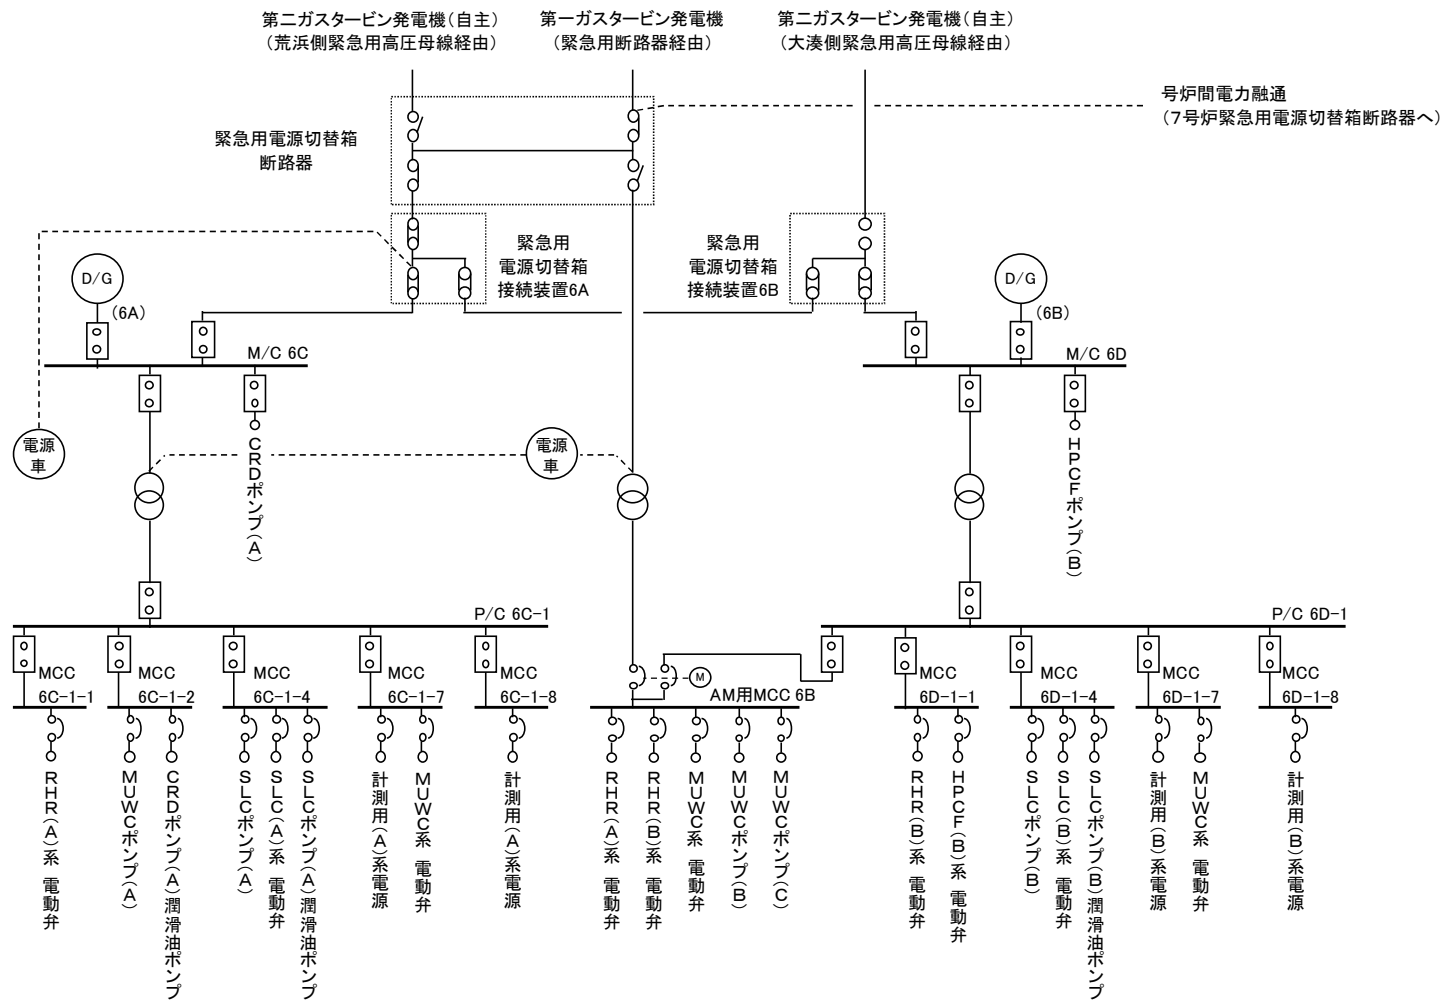 第二ガスタービン発電機(自主)
(荒浜側緊急用高圧母線経由)
第一ガスタービン発電機
(緊急用断路器経由)
第二ガスタービン発電機(自主)
(大湊側緊急用高圧母線経由)
号炉間電力融通
(7号炉緊急用電源切替箱断路器へ)
緊急用電源切替箱
断路器
緊急用
電源切替箱
接続装置6A
緊急用
電源切替箱
接続装置6B
D/G
(6A)
D/G
(6B)
M/C 6C
M/C 6D
電源
車
電源
車
CRDポンプ(A)
HPCFポンプ(B)
P/C 6C-1
P/C 6D-1
MCC
6C-1-1
MCC
6C-1-2
MCC
6C-1-4
MCC
6C-1-7
MCC
6C-1-8
M
AM用MCC 6B
MCC
6D-1-1
MCC
6D-1-4
MCC
6D-1-7
MCC
6D-1-8
RHR(A)系 電動弁
MUWCポンプ(A)
CRDポンプ(A)潤滑油ポンプ
SLCポンプ(A)
SLC(A)系 電動弁
SLCポンプ(A)潤滑油ポンプ
計測用(A)系電源
MUWC系 電動弁
計測用(A)系電源
RHR(A)系 電動弁
RHR(B)系 電動弁
MUWC系 電動弁
MUWCポンプ(B)
MUWCポンプ(C)
RHR(B)系 電動弁
HPCF(B)系 電動弁
SLCポンプ(B)
SLC(B)系 電動弁
SLCポンプ(B)潤滑油ポンプ
計測用(B)系電源
MUWC系 電動弁
計測用(B)系電源